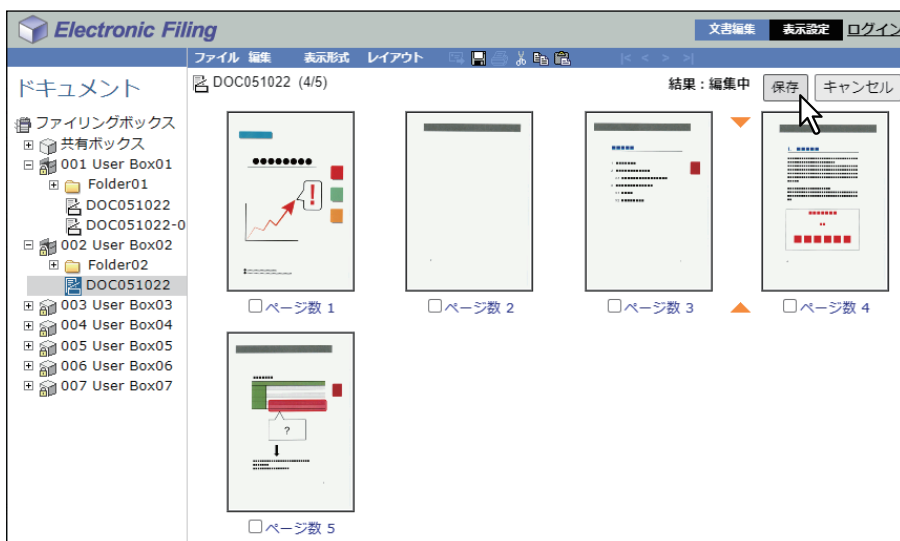 Electronic Filing
文書編集 表示設定 ログイン
ファイル 編集 表示形式 レイアウト |< < > >|
ドキュメント
DOC051022 (4/5)
結果:編集中 保存 キャンセル
ファイリングボックス
共有ボックス
001 User Box01
Folder01
DOC051022
DOC051022-0
002 User Box02
Folder02
DOC051022
003 User Box03
004 User Box04
005 User Box05
006 User Box06
007 User Box07
!
ページ数 1
ページ数 2
ページ数 3
ページ数 4
?
ページ数 5